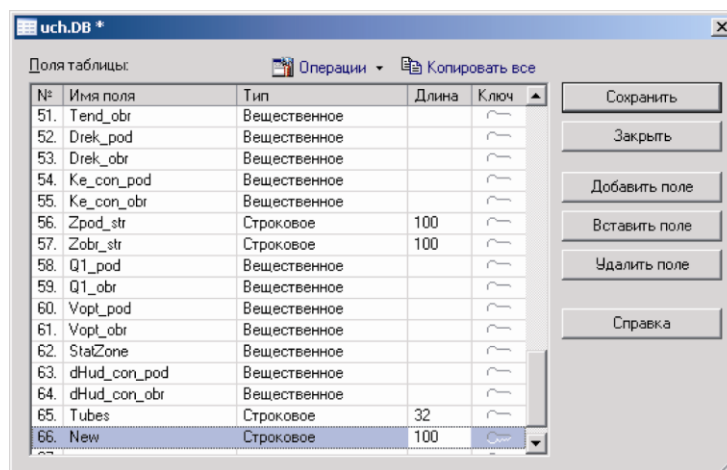 uch.DB *
Поля таблицы:
Операции
Копировать все
№ Имя поля Тип Длина Ключ
51. Tend_obr Вещественное
52. Drek_pod Вещественное
53. Drek_obr Вещественное
54. Ke_con_pod Вещественное
55. Ke_con_obr Вещественное
56. Zpod_str Строковое 100
57. Zobr_str Строковое 100
58. Q1_pod Вещественное
59. Q1_obr Вещественное
60. Vopt_pod Вещественное
61. Vopt_obr Вещественное
62. StatZone Вещественное
63. dHud_con_pod Вещественное
64. dHud_con_obr Вещественное
65. Tubes Строковое 32
66. New Строковое 100
Сохранить
Закрыть
Добавить поле
Вставить поле
Удалить поле
Справка